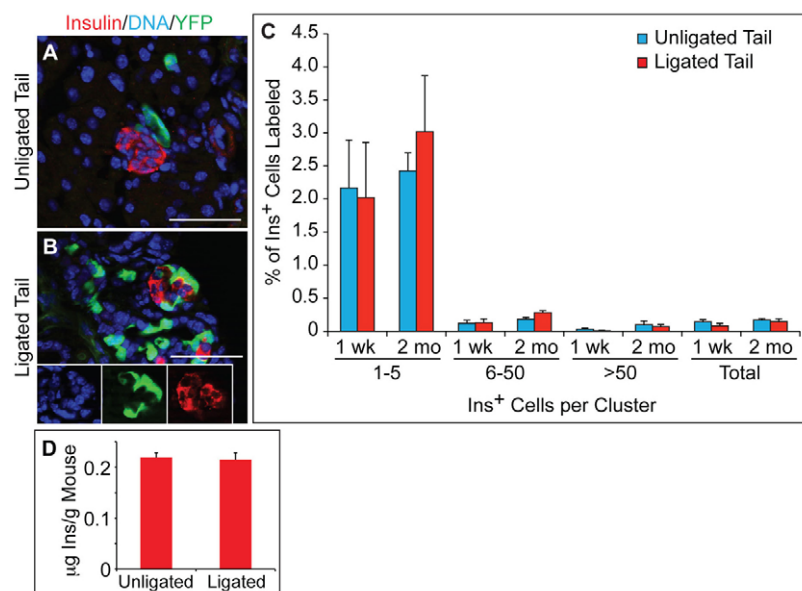 Insulin/DNA/YFP
A
Unligated Tail
B
Ligated Tail
C
Unligated Tail
Ligated Tail
% of Ins⁺ Cells Labeled
4.5
4.0
3.5
3.0
2.5
2.0
1.5
1.0
0.5
0
1 wk 2 mo 1 wk 2 mo 1 wk 2 mo 1 wk 2 mo
1-5 6-50 >50 Total
Ins⁺ Cells per Cluster
D
µg Ins/g Mouse
0.2
0.1
0
Unligated Ligated